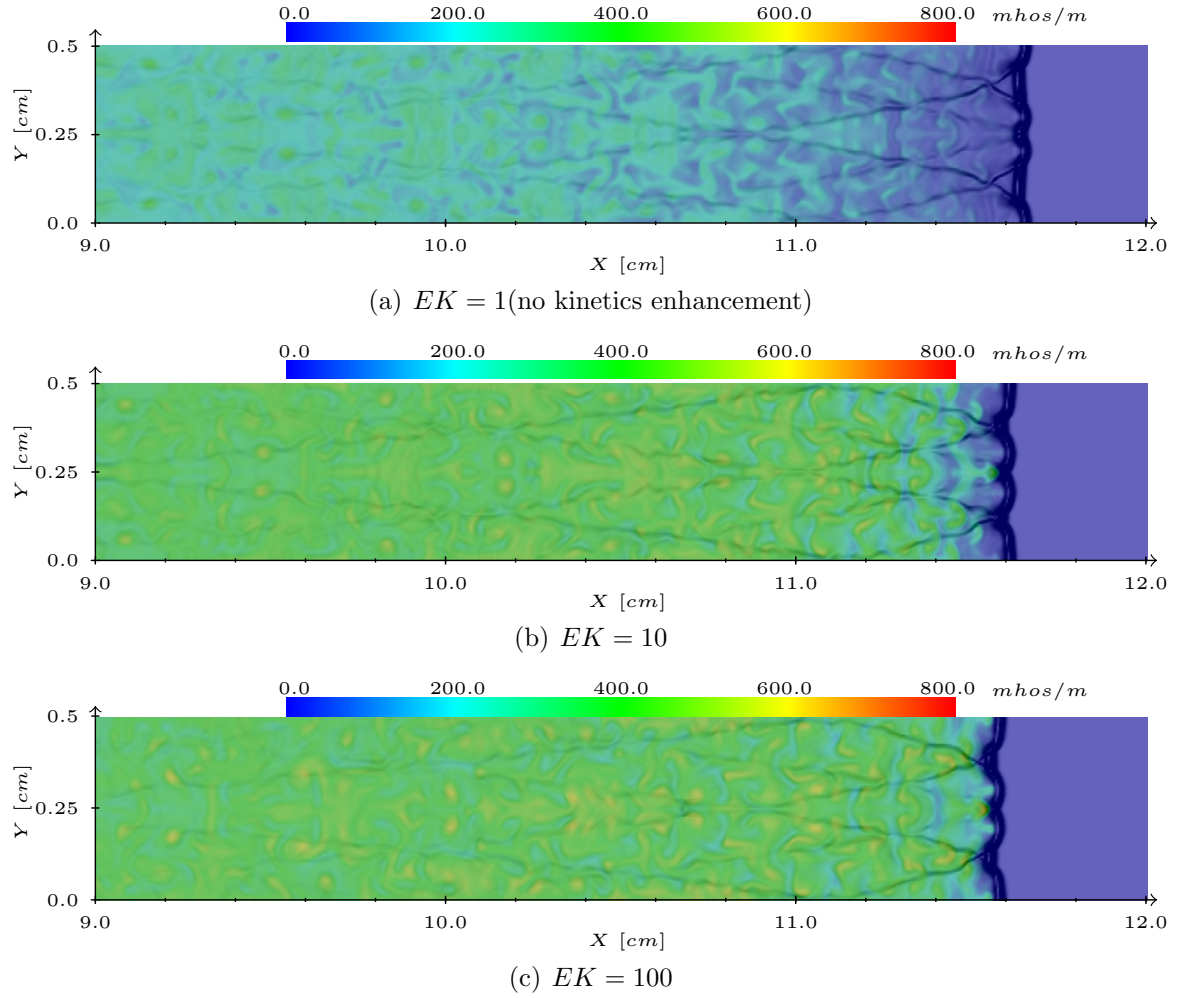 0.0 200.0 400.0 600.0 800.0 mhos/m
0.5
0.25
0.0
Y [cm]
9.0 10.0 11.0 12.0
X [cm]
(a) EK = 1(no kinetics enhancement)
0.0 200.0 400.0 600.0 800.0 mhos/m
0.5
0.25
0.0
Y [cm]
9.0 10.0 11.0 12.0
X [cm]
(b) EK = 10
0.0 200.0 400.0 600.0 800.0 mhos/m
0.5
0.25
0.0
Y [cm]
9.0 10.0 11.0 12.0
X [cm]
(c) EK = 100